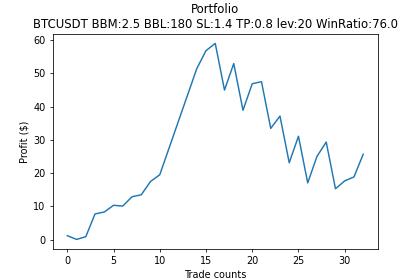 Portfolio
BTCUSDT BBM:2.5 BBL:180 SL:1.4 TP:0.8 lev:20 WinRatio:76.0
60
50
40
30
20
10
0
Profit ($)
0 5 10 15 20 25 30
Trade counts